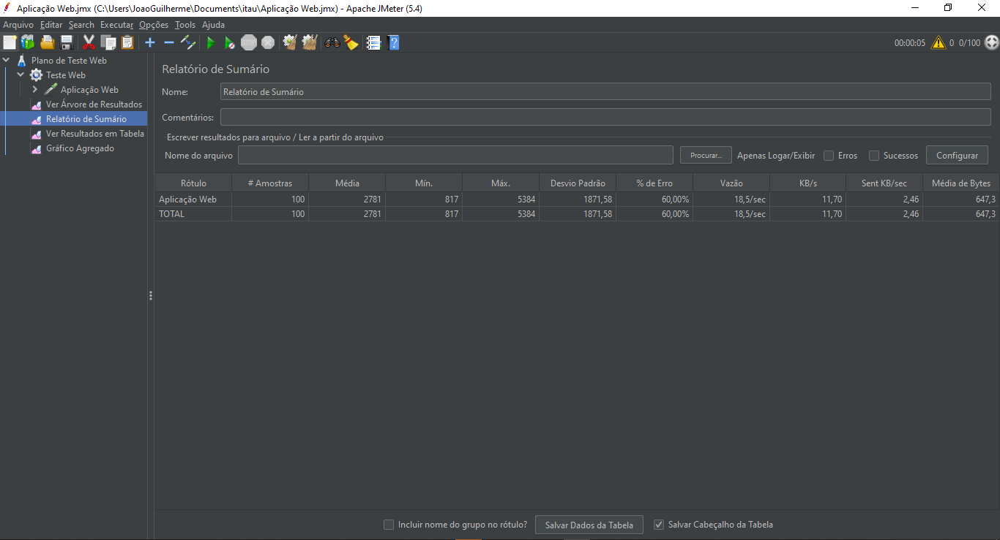 Aplicação Web.jmx (C:\Users\JoaoGuilherme\Documents\itau\Aplicação Web.jmx) - Apache JMeter (5.4)
Arquivo Editar Search Executar Opções Tools Ajuda
00:00:05 0 0/100
Plano de Teste Web
Teste Web
Aplicação Web
Ver Árvore de Resultados
Relatório de Sumário
Ver Resultados em Tabela
Gráfico Agregado
Relatório de Sumário
Nome: Relatório de Sumário
Comentários:
Escrever resultados para arquivo / Ler a partir do arquivo
Nome do arquivo Procurar... Apenas Logar/Exibir Erros Sucessos Configurar
Rótulo # Amostras Média Mín. Máx. Desvio Padrão % de Erro Vazão KB/s Sent KB/sec Média de Bytes
Aplicação Web 100 2781 817 5384 1871,58 60,00% 18,5/sec 11,70 2,46 647,3
TOTAL 100 2781 817 5384 1871,58 60,00% 18,5/sec 11,70 2,46 647,3
Incluir nome do grupo no rótulo? Salvar Dados da Tabela Salvar Cabeçalho da Tabela